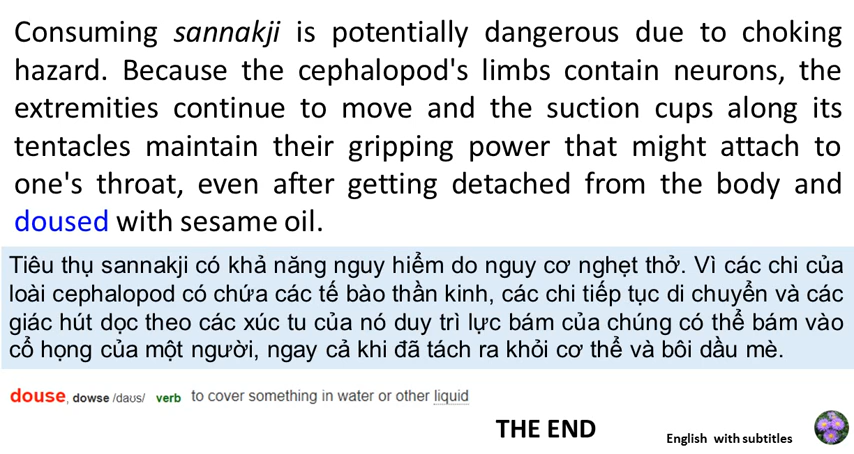 Consuming sannakji is potentially dangerous due to choking
hazard. Because the cephalopod's limbs contain neurons, the
extremities continue to move and the suction cups along its
tentacles maintain their gripping power that might attach to
one's throat, even after getting detached from the body and
doused with sesame oil.
Tiêu thụ sannakji có khả năng nguy hiểm do nguy cơ nghẹt thở. Vì các chi của
loài cephalopod có chứa các tế bào thần kinh, các chi tiếp tục di chuyển và các
giác hút dọc theo các xúc tu của nó duy trì lực bám của chúng có thể bám vào
cổ họng của một người, ngay cả khi đã tách ra khỏi cơ thể và bôi dầu mè.
douse, dowse /daʊs/ verb to cover something in water or other liquid
THE END
English with subtitles